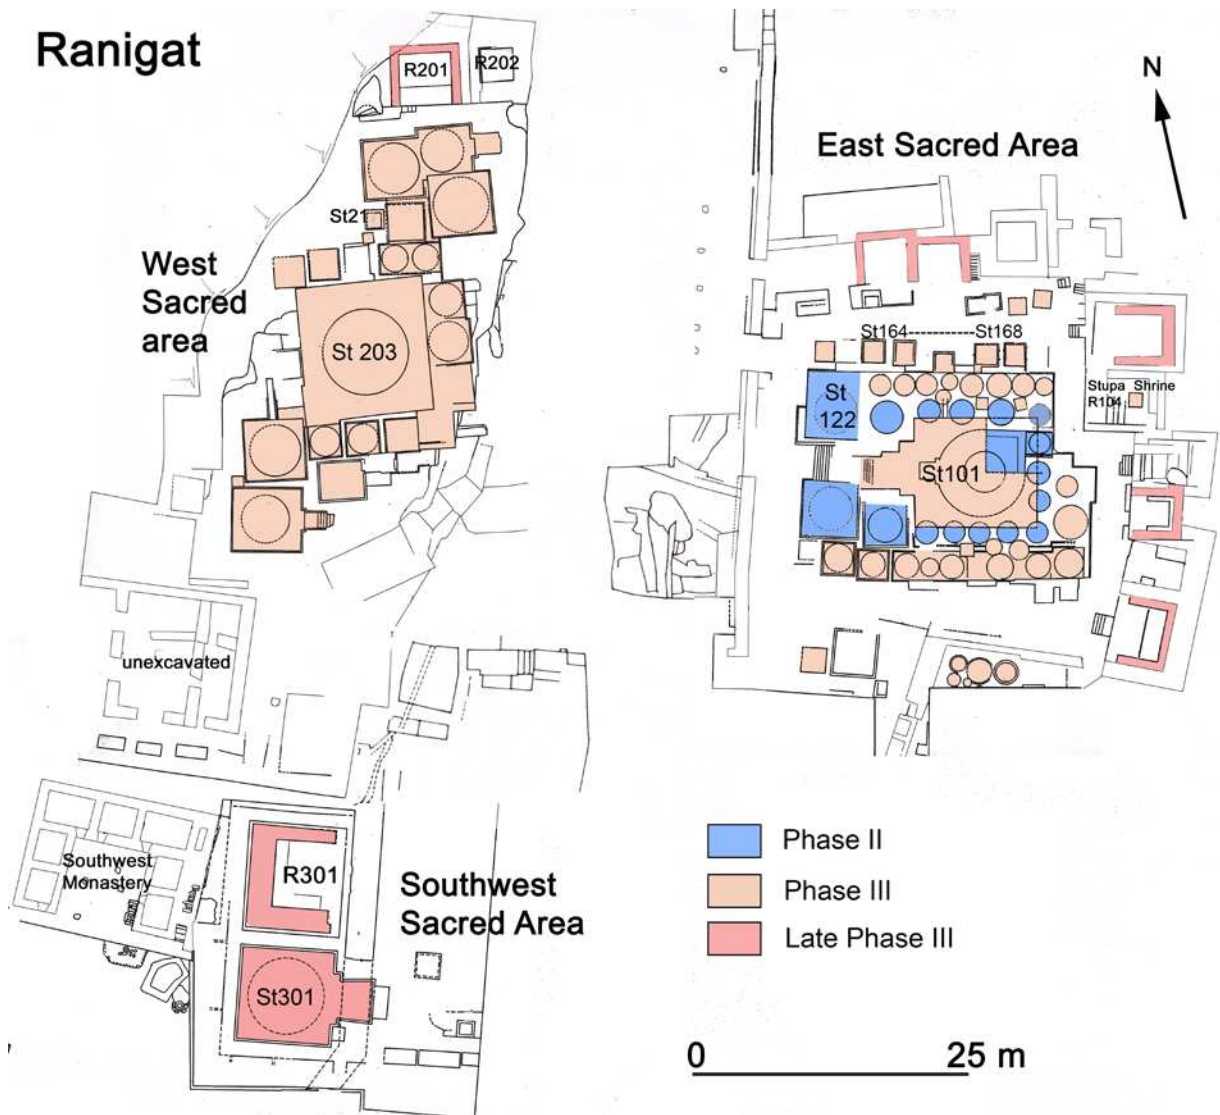 Ranigat
R201
R202
N
East Sacred Area
St21
West
Sacred
area
St 203
St164
St168
St
122
Stupa Shrine
R104
St101
unexcavated
Southwest
Monastery
R301
Southwest
Sacred Area
St301
Phase II
Phase III
Late Phase III
0 25 m